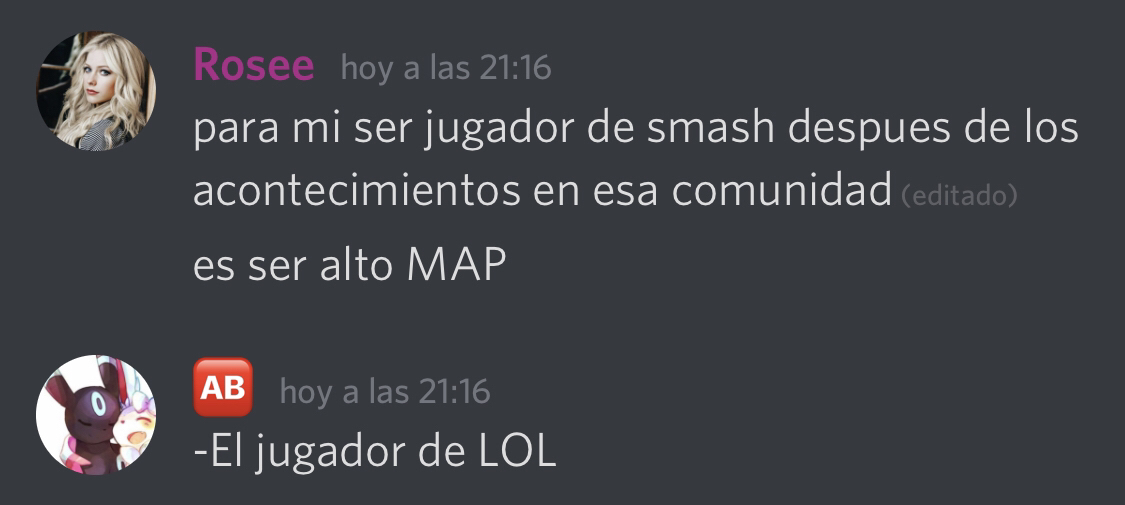 Rosee hoy a las 21:16
para mi ser jugador de smash despues de los
acontecimientos en esa comunidad (editado)
es ser alto MAP
🆎 hoy a las 21:16
-El jugador de LOL